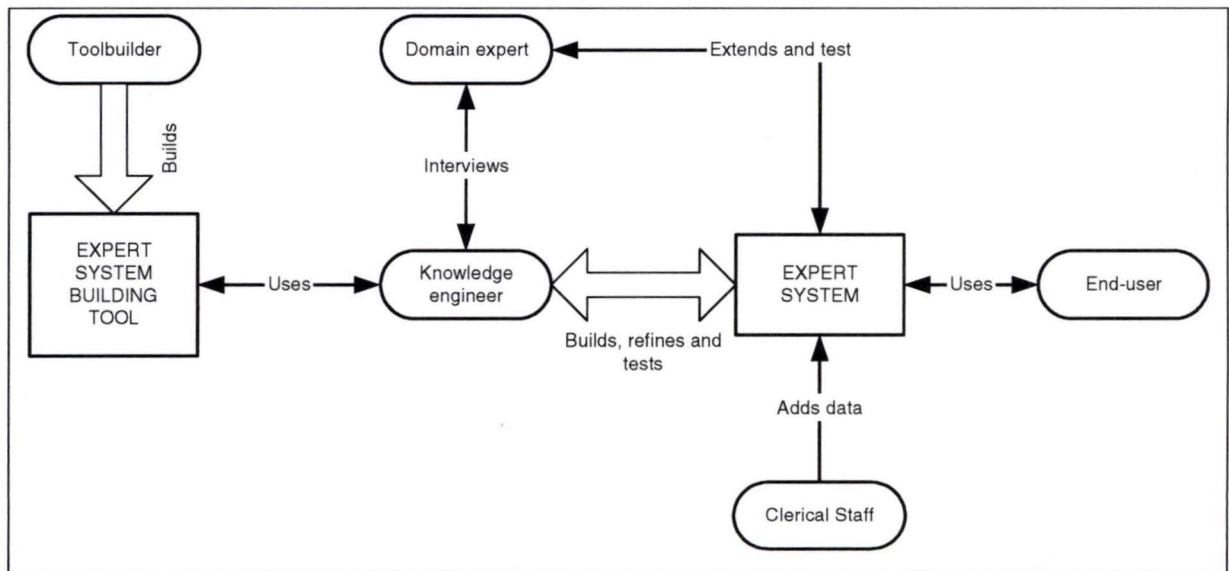 Toolbuilder
Domain expert
Extends and test
Builds
Interviews
EXPERT
SYSTEM
BUILDING
TOOL
Uses
Knowledge
engineer
EXPERT
SYSTEM
Uses
End-user
Builds, refines and
tests
Adds data
Clerical Staff